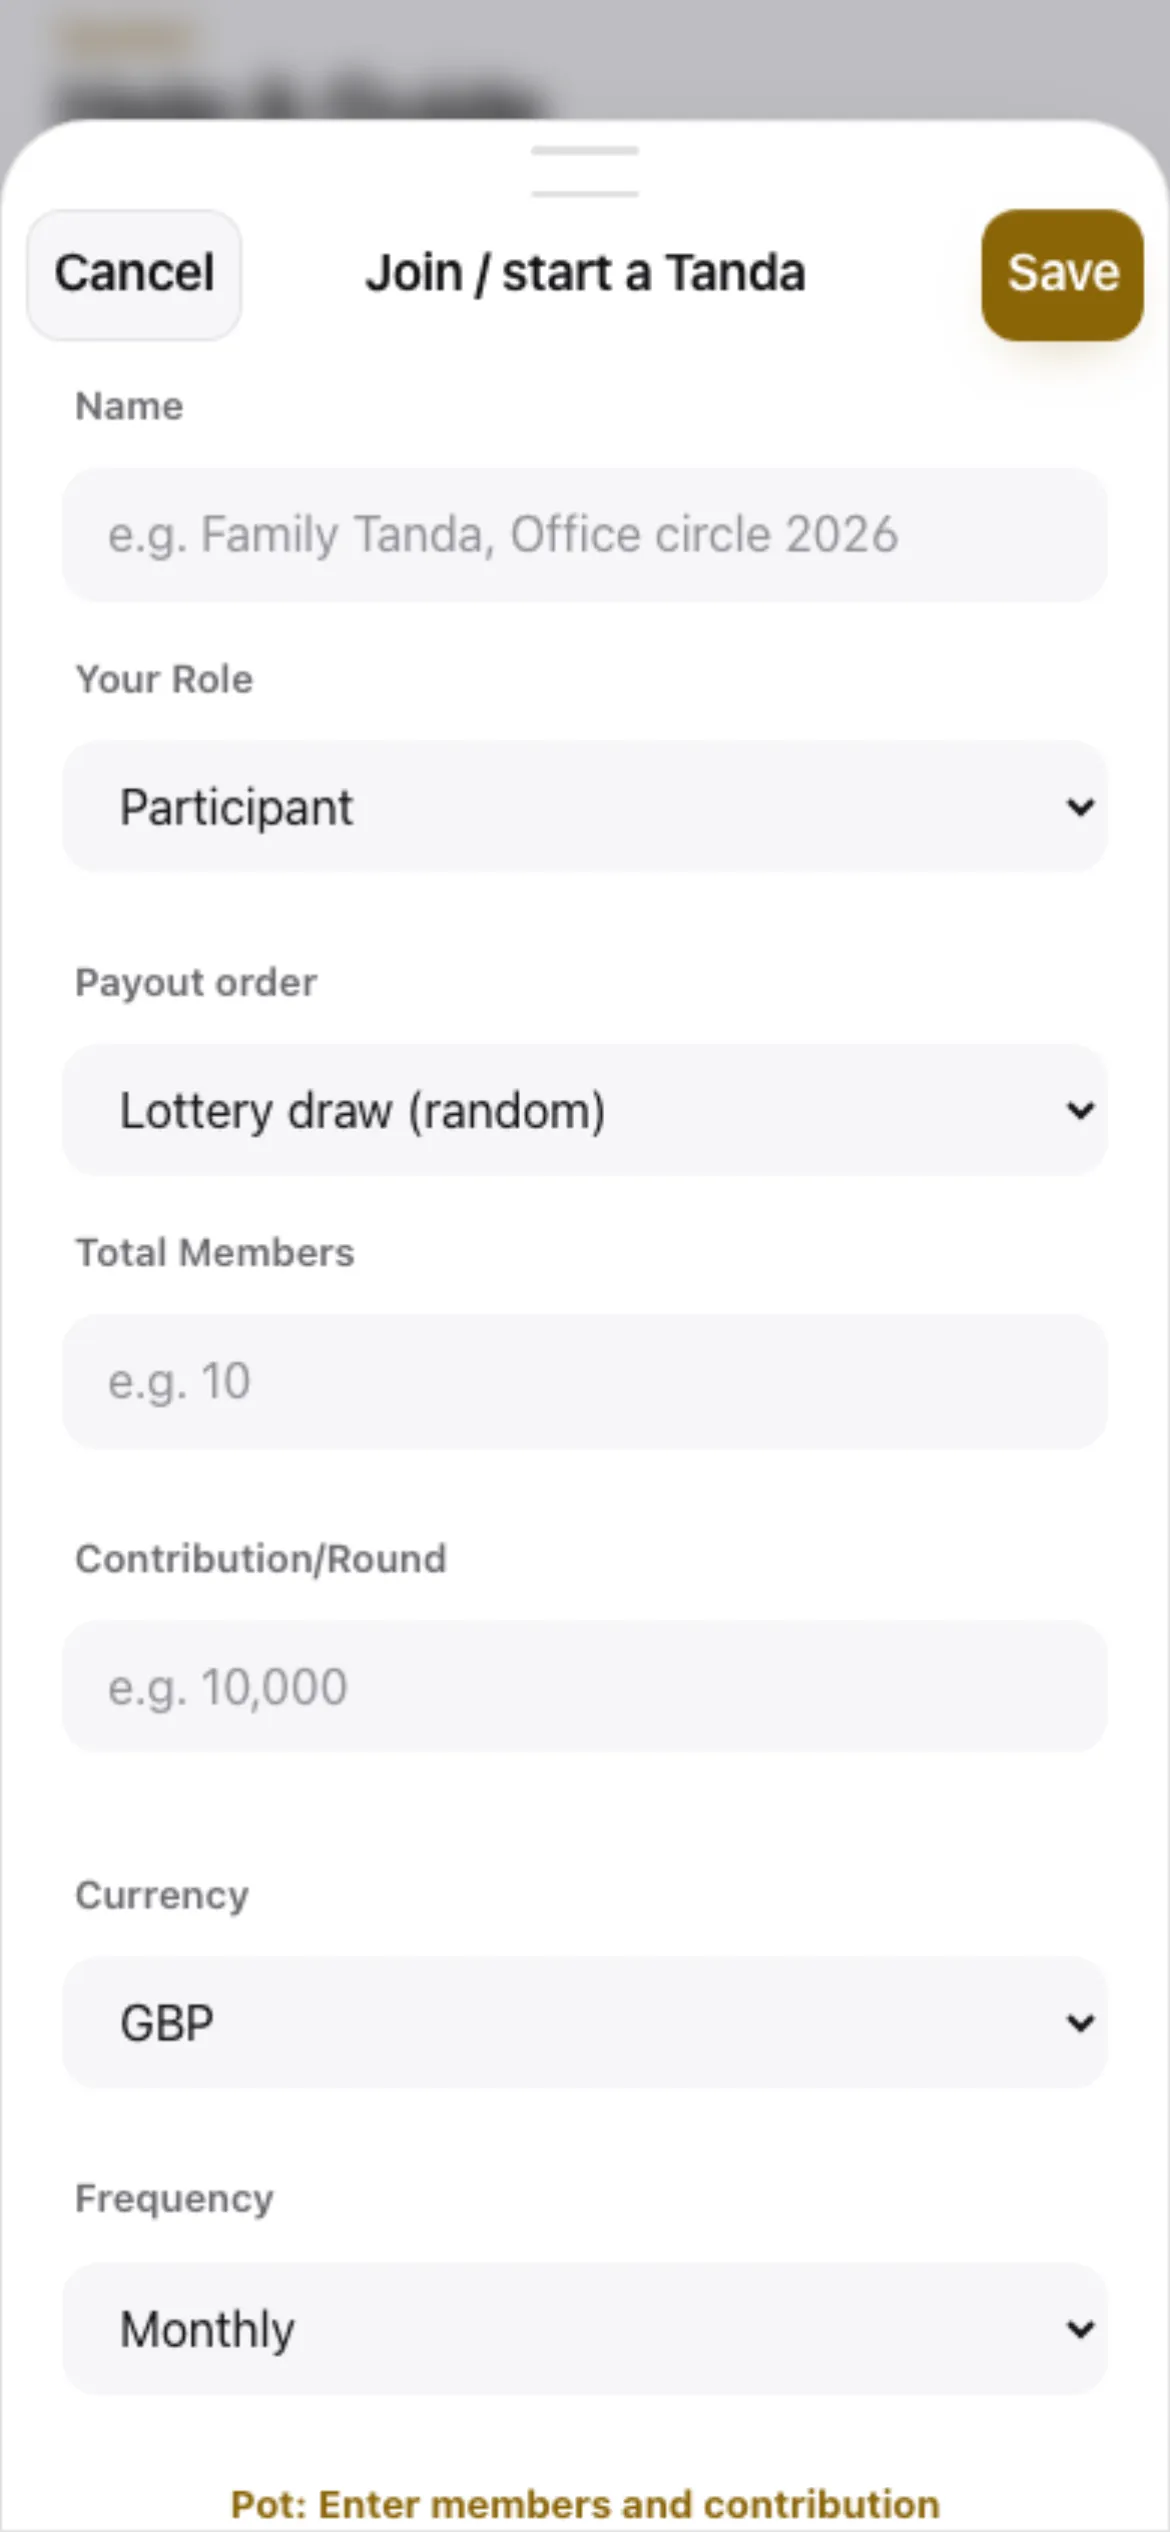 Cancel
Join / start a Tanda
Save
Name
e.g. Family Tanda, Office circle 2026
Your Role
Participant
Payout order
Lottery draw (random)
Total Members
e.g. 10
Contribution/Round
e.g. 10,000
Currency
GBP
Frequency
Monthly
Pot: Enter members and contribution